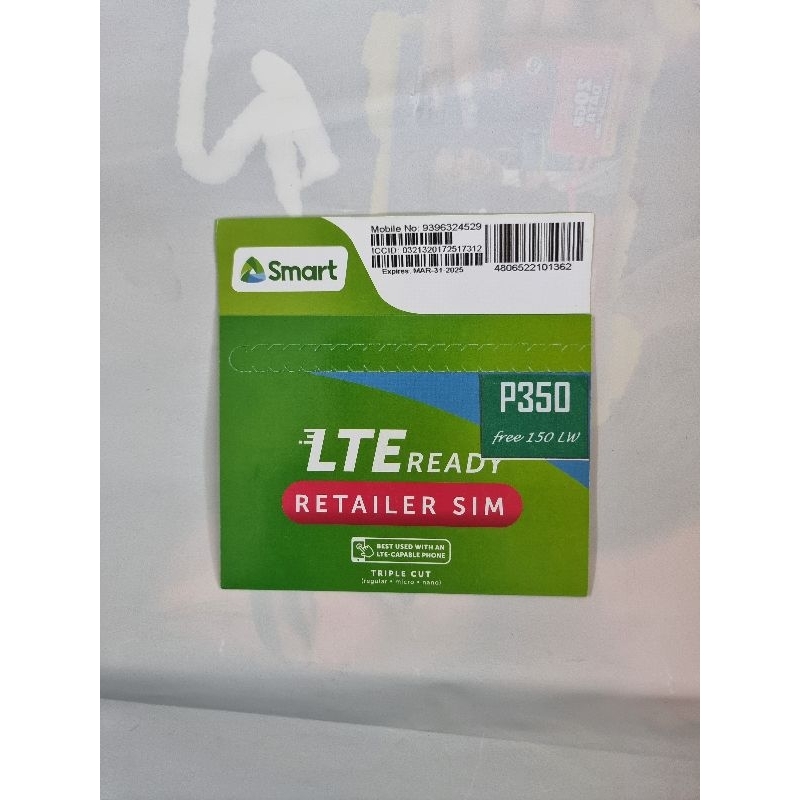 Mobile No: 9396324529
ICCID: 0321320172517312
Expires: MAR-31-2025
4806522101362
Smart
P350
free 150 LW
LTE READY
RETAILER SIM
BEST USED WITH AN
LTE-CAPABLE PHONE
TRIPLE CUT
(regular • micro • nano)